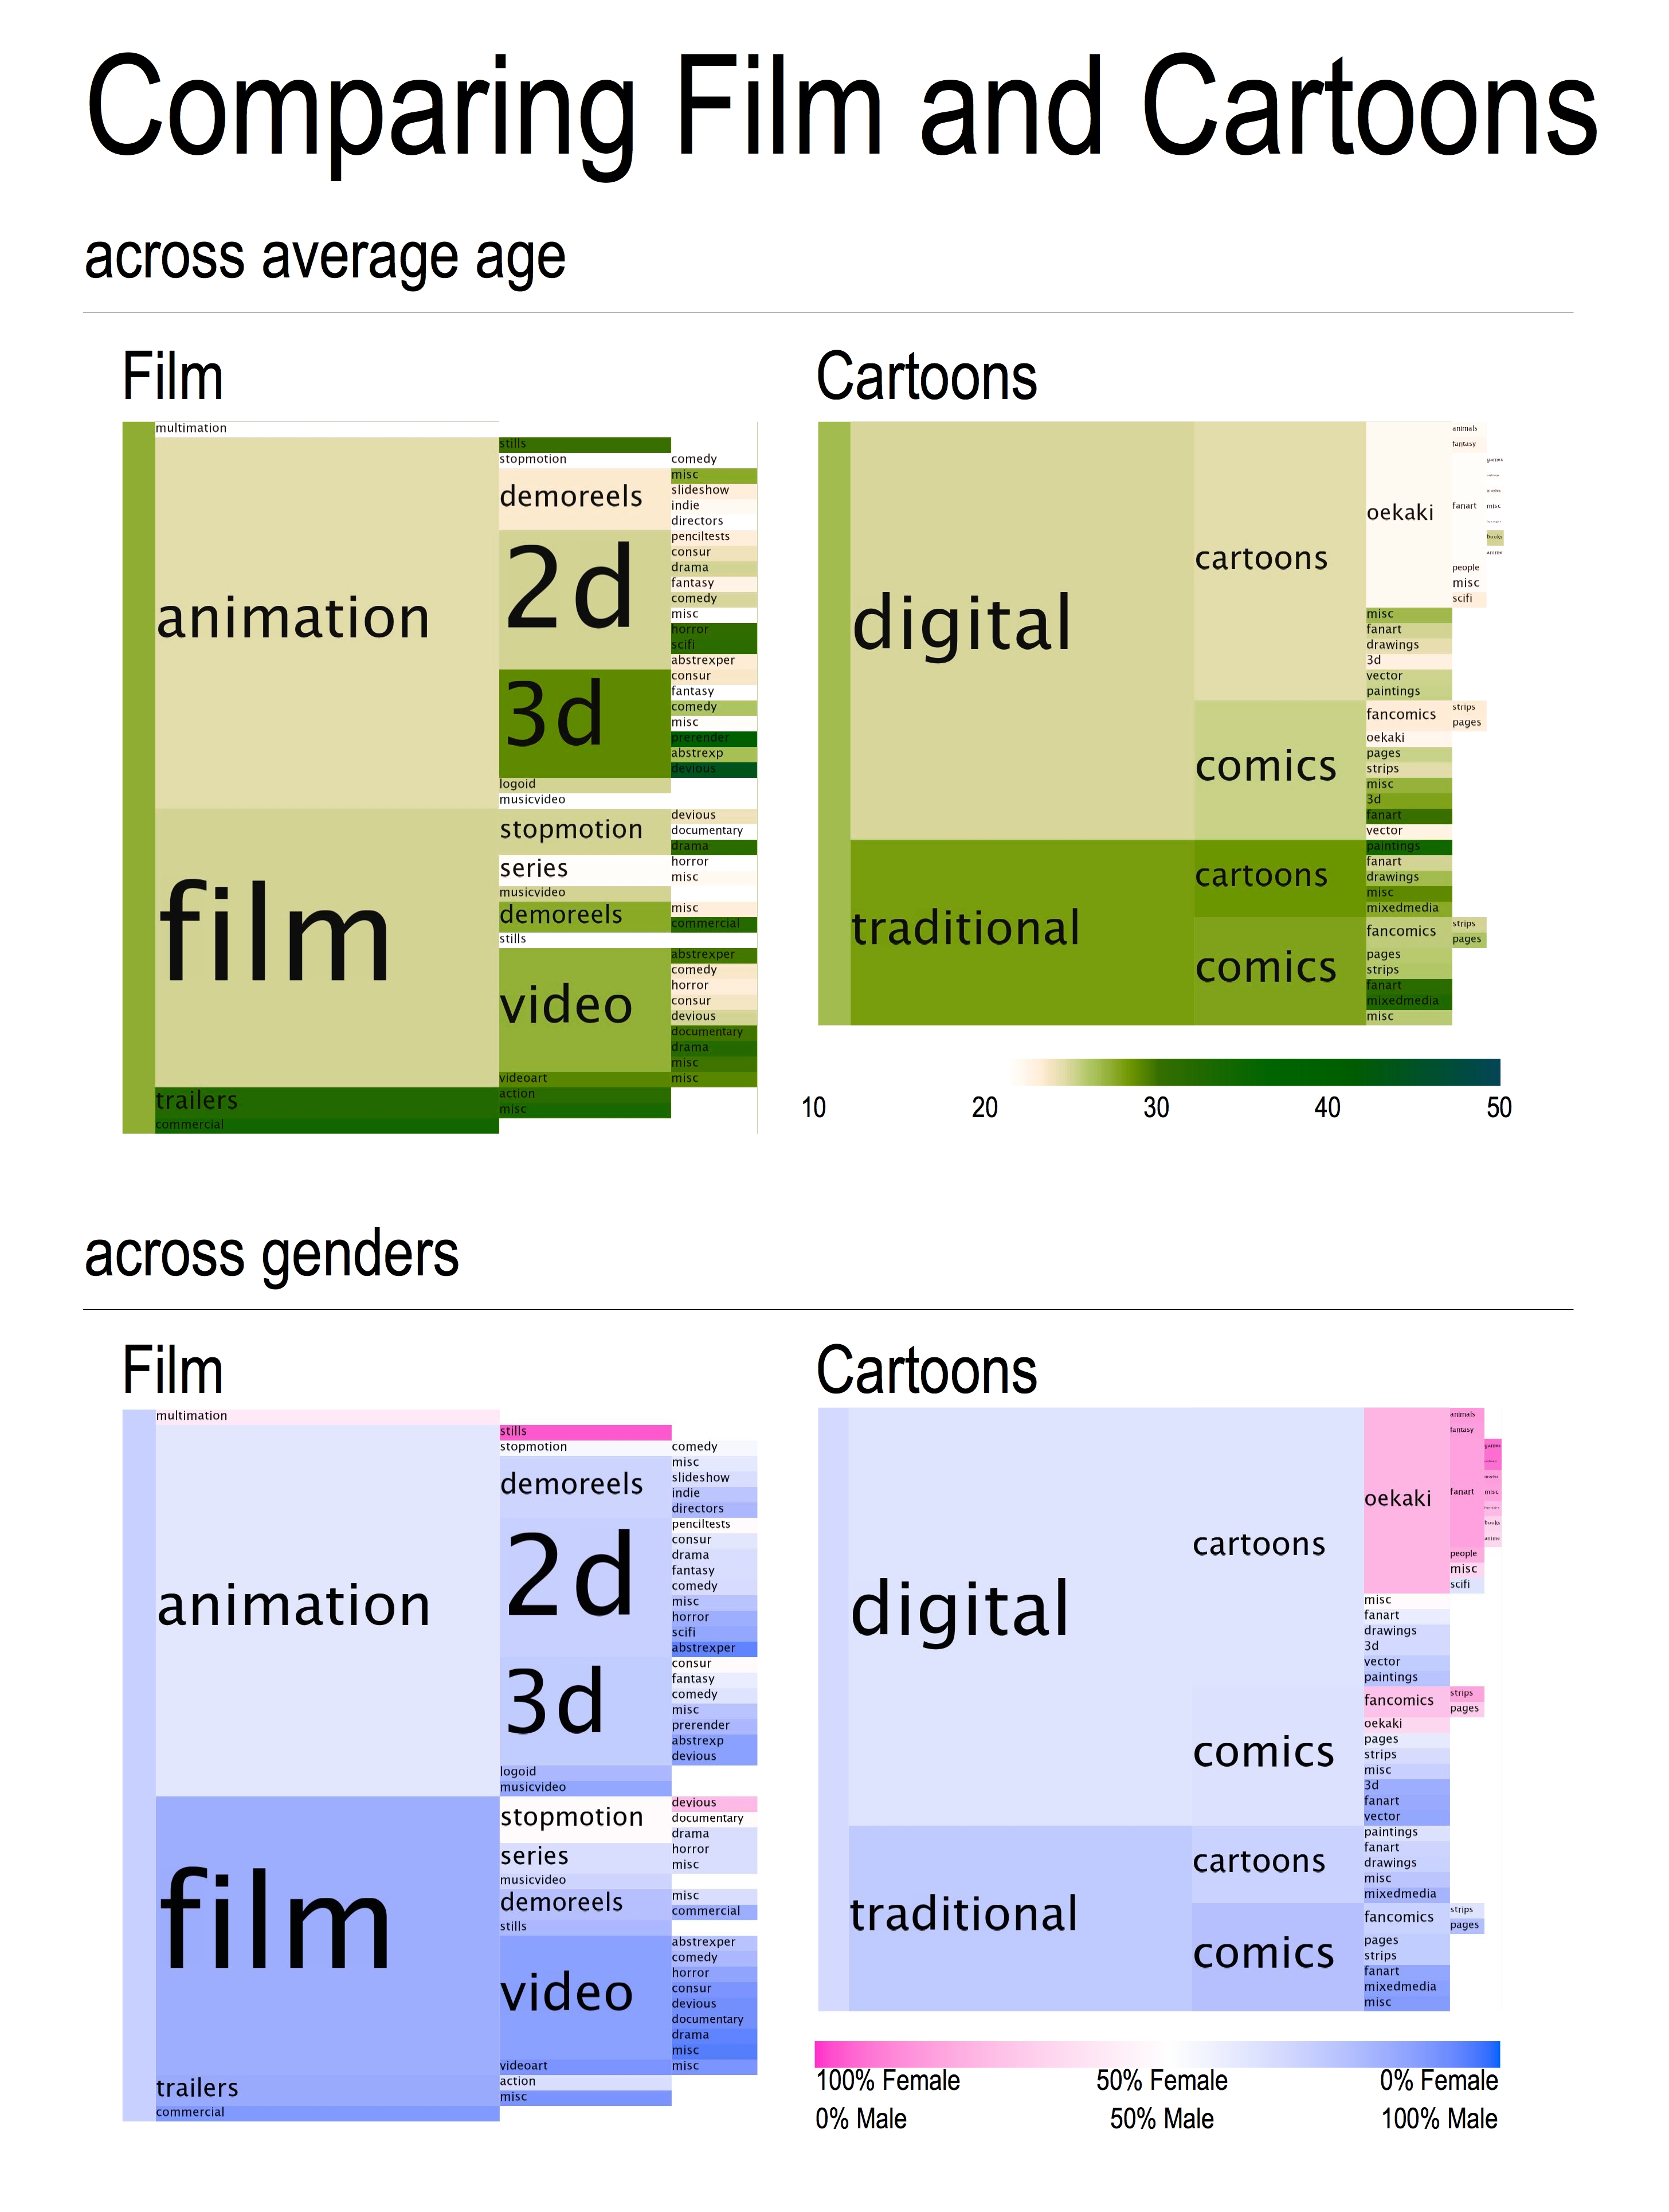 Comparing Film and Cartoons
across average age
Film
multimation
animation
stills
stopmotion
comedy
demoreels
misc
slideshow
indie
directors
2d
penciltests
consur
drama
fantasy
comedy
misc
horror
scifi
abstrexper
3d
consur
fantasy
comedy
misc
prerender
abstrexp
devious
logoid
musicvideo
film
stopmotion
devious
documentary
drama
series
horror
misc
musicvideo
demoreels
misc
commercial
stills
video
abstrexper
comedy
horror
consur
devious
documentary
drama
misc
videoart
misc
trailers
action
misc
commercial
Cartoons
digital
cartoons
oekaki
animals
fantasy
fanart
games
misc
books
people
misc
scifi
misc
fanart
drawings
3d
vector
paintings
comics
fancomics
strips
pages
oekaki
pages
strips
misc
3d
fanart
vector
traditional
cartoons
paintings
fanart
drawings
misc
mixedmedia
comics
fancomics
strips
pages
pages
strips
fanart
mixedmedia
misc
10 20 30 40 50
across genders
Film
multimation
animation
stills
stopmotion
comedy
demoreels
misc
slideshow
indie
directors
2d
penciltests
consur
drama
fantasy
comedy
misc
horror
scifi
abstrexper
3d
consur
fantasy
comedy
misc
prerender
abstrexp
devious
logoid
musicvideo
film
stopmotion
devious
documentary
drama
series
horror
misc
musicvideo
demoreels
misc
commercial
stills
video
abstrexper
comedy
horror
consur
devious
documentary
drama
misc
videoart
misc
trailers
action
misc
commercial
Cartoons
digital
cartoons
oekaki
animals
fantasy
fanart
games
misc
books
anime
people
misc
scifi
misc
fanart
drawings
3d
vector
paintings
comics
fancomics
strips
pages
oekaki
pages
strips
misc
3d
fanart
vector
traditional
cartoons
paintings
fanart
drawings
misc
mixedmedia
comics
fancomics
strips
pages
pages
strips
fanart
mixedmedia
misc
100% Female 50% Female 0% Female
0% Male 50% Male 100% Male